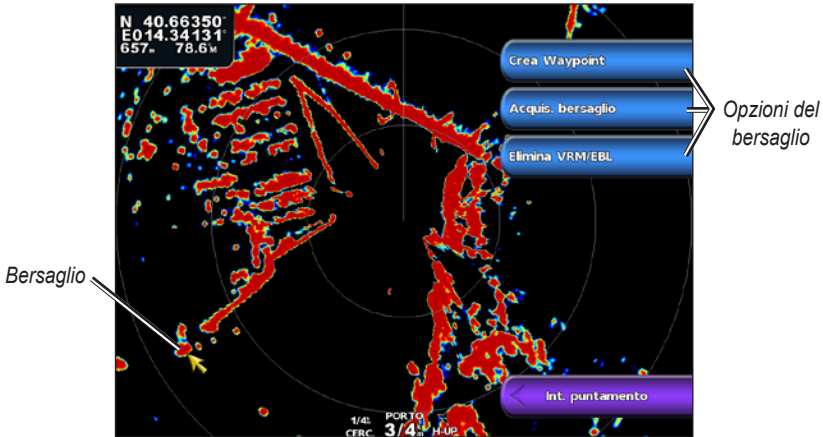 N 40.66350°
E014.34131°
657m 78.6°M
Crea Waypoint
Acquis. bersaglio
Elimina VRM/EBL
Opzioni del
bersaglio
Bersaglio
Int. puntamento
PORTO
1/4
CERC. 3/4 H-UP